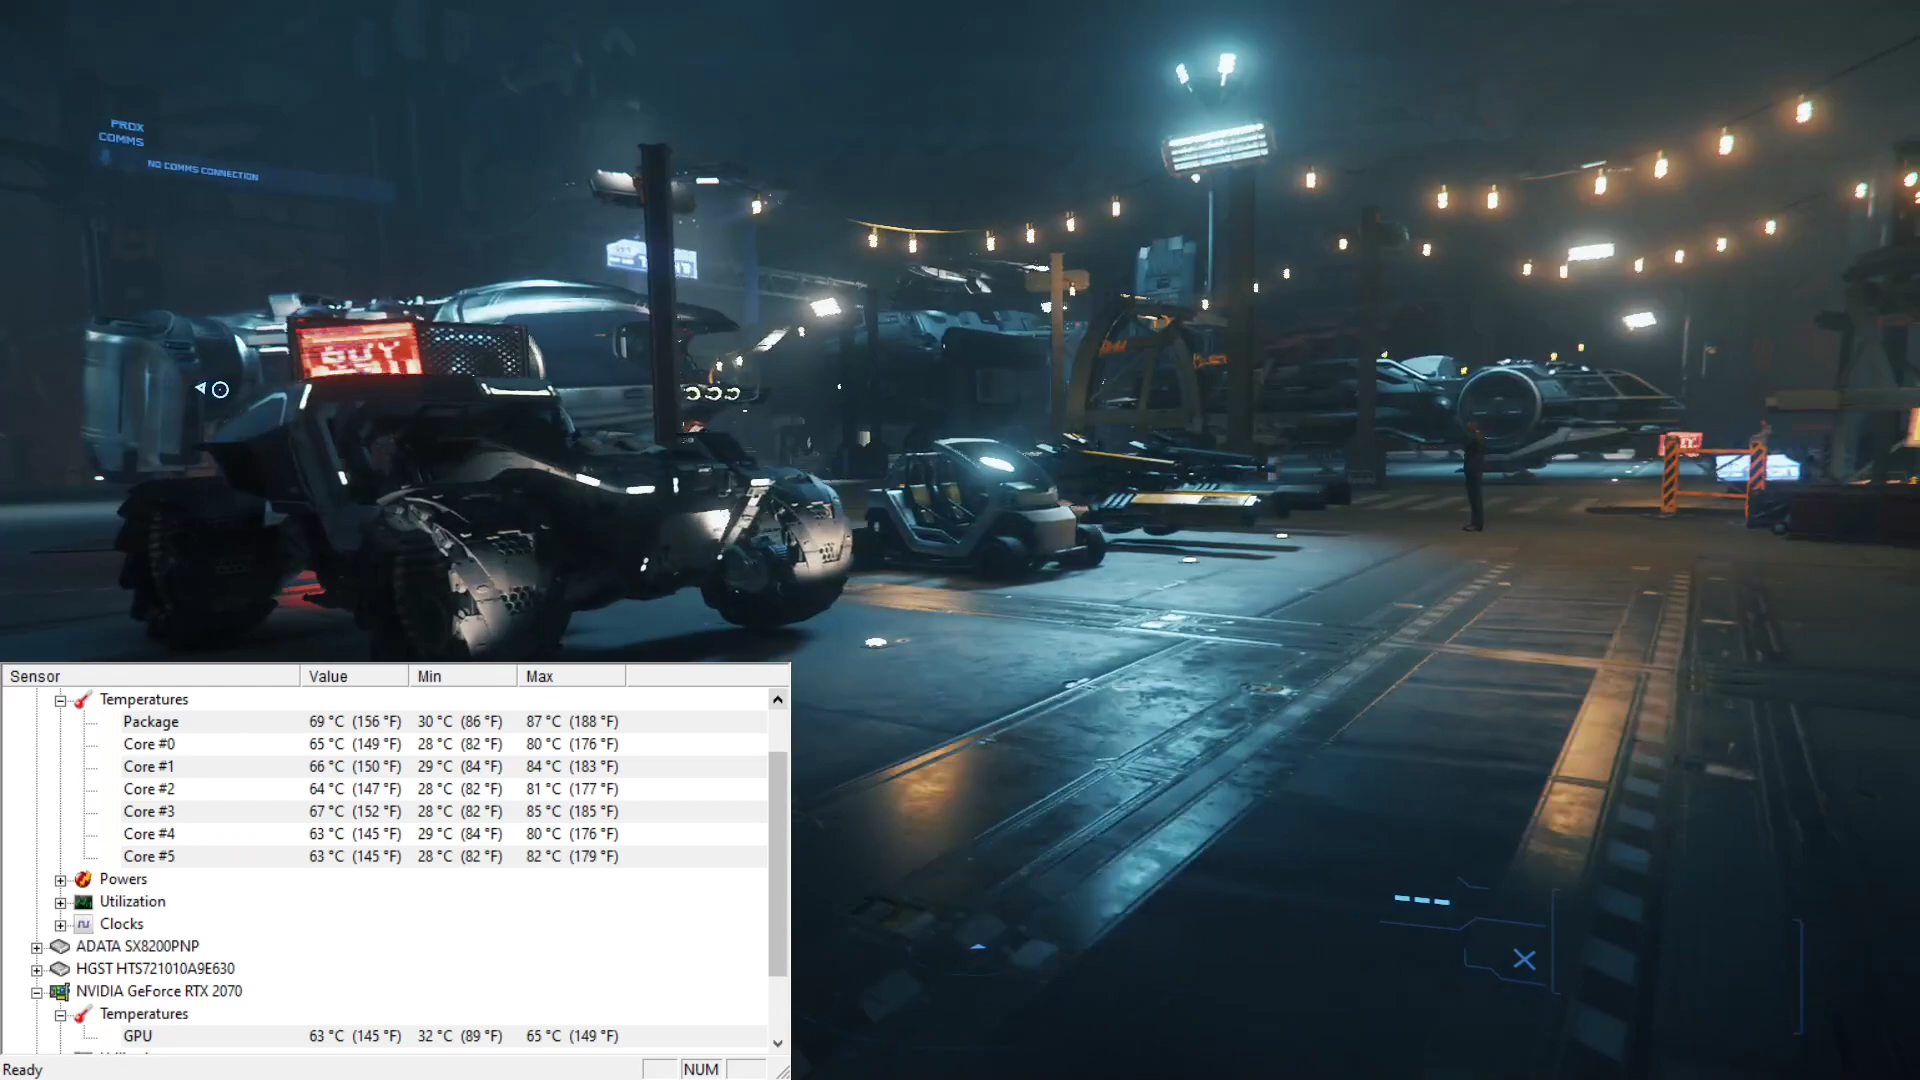 PROX
COMMS
NO COMMS CONNECTION
BUY
Sensor Value Min Max
Temperatures
Package 69 °C (156 °F) 30 °C (86 °F) 87 °C (188 °F)
Core #0 65 °C (149 °F) 28 °C (82 °F) 80 °C (176 °F)
Core #1 66 °C (150 °F) 29 °C (84 °F) 84 °C (183 °F)
Core #2 64 °C (147 °F) 28 °C (82 °F) 81 °C (177 °F)
Core #3 67 °C (152 °F) 28 °C (82 °F) 85 °C (185 °F)
Core #4 63 °C (145 °F) 29 °C (84 °F) 80 °C (176 °F)
Core #5 63 °C (145 °F) 28 °C (82 °F) 82 °C (179 °F)
Powers
Utilization
Clocks
ADATA SX8200PNP
HGST HTS721010A9E630
NVIDIA GeForce RTX 2070
Temperatures
GPU 63 °C (145 °F) 32 °C (89 °F) 65 °C (149 °F)
Ready NUM